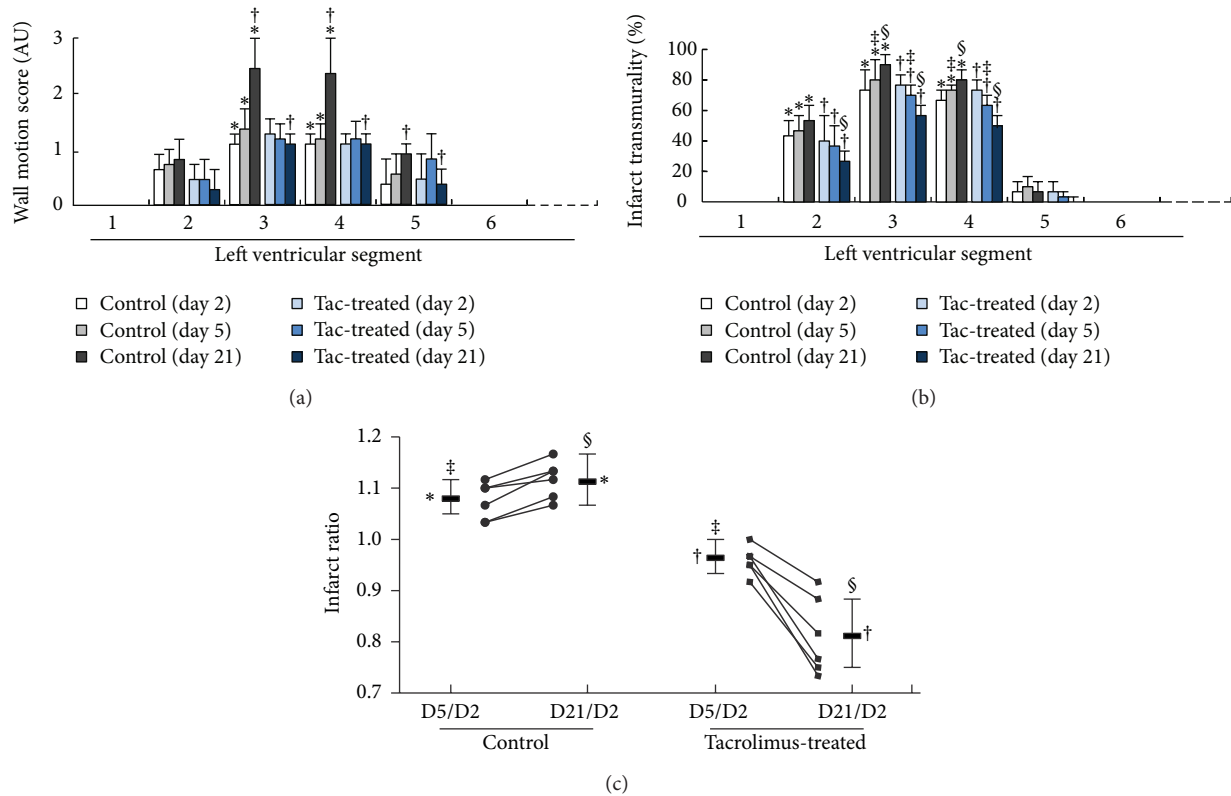 Wall motion score (AU)
3
2
1
0
* * † * * * † * † † † †
1 2 3 4 5 6
Left ventricular segment
Control (day 2)
Control (day 5)
Control (day 21)
Tac-treated (day 2)
Tac-treated (day 5)
Tac-treated (day 21)
(a)
Infarct transmurality (%)
100
80
60
40
20
0
* * * † † § † * ‡ * § * † ‡ † § † * ‡ * § * † ‡ † § †
1 2 3 4 5 6
Left ventricular segment
Control (day 2)
Control (day 5)
Control (day 21)
Tac-treated (day 2)
Tac-treated (day 5)
Tac-treated (day 21)
(b)
Infarct ratio
1.2
1.1
1.0
0.9
0.8
0.7
‡
*
§
*
‡
†
§
†
D5/D2 D21/D2 D5/D2 D21/D2
Control Tacrolimus-treated
(c)